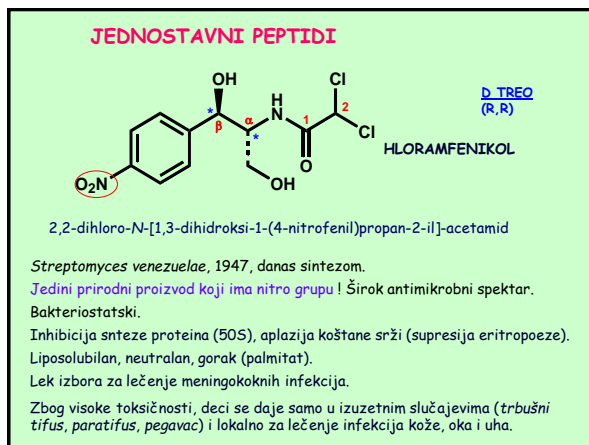 JEDNOSTAVNI PEPTIDI
OH
Cl
H
N
Cl
O
OH
O₂N
*
β
α
*
1
2
D TREO
(R,R)
HLORAMFENIKOL
2,2-dihloro-N-[1,3-dihidroksi-1-(4-nitrofenil)propan-2-il]-acetamid
Streptomyces venezuelae, 1947, danas sintezom.
Jedini prirodni proizvod koji ima nitro grupu ! Širok antimikrobni spektar.
Bakteriostatski.
Inhibicija snteze proteina (50S), aplazija koštane srži (supresija eritropoeze).
Liposolubilan, neutralan, gorak (palmitat).
Lek izbora za lečenje meningokoknih infekcija.
Zbog visoke toksičnosti, deci se daje samo u izuzetnim slučajevima (trbušni
tifus, paratifus, pegavac) i lokalno za lečenje infekcija kože, oka i uha.